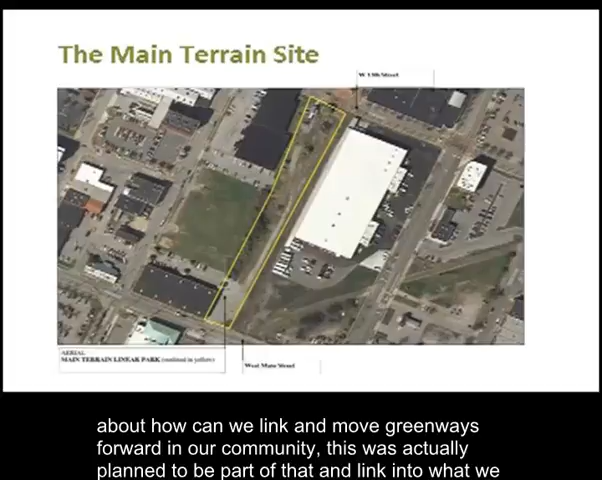 The Main Terrain Site
W 13th Street
AERIAL
MAIN TERRAIN LINEAR PARK (outlined in yellow)
West Main Street
about how can we link and move greenways
forward in our community, this was actually
planned to be part of that and link into what we